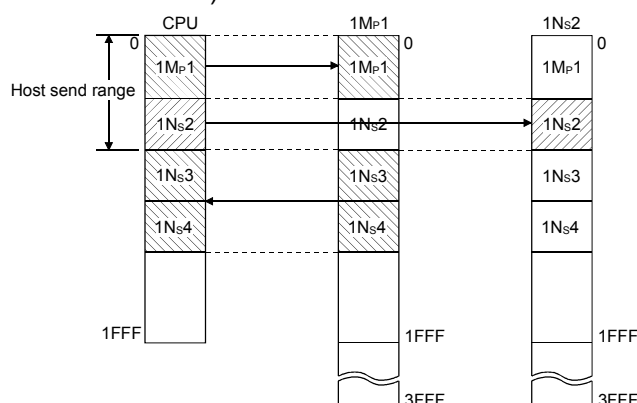 )
CPU 1MP1 1NS2
0 0 0
1MP1 1MP1 1MP1
Host send range
1NS2 1NS2 1NS2
1NS3 1NS3 1NS3
1NS4 1NS4 1NS4
1FFF 1FFF 1FFF
3FFF 3FFF